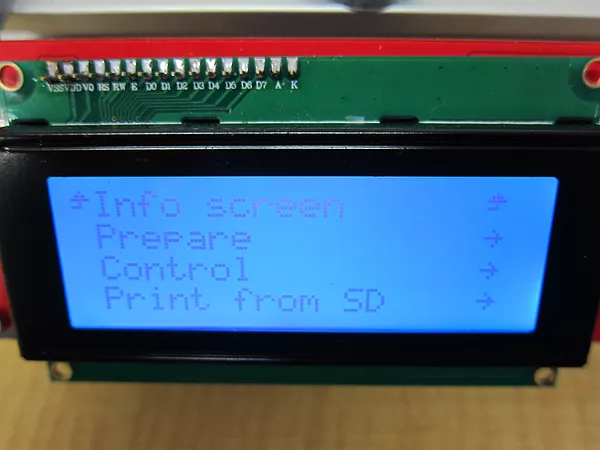 VSS VDD V0 RS RW E D0 D1 D2 D3 D4 D5 D6 D7 A K
Info screen
Prepare →
Control →
Print from SD →